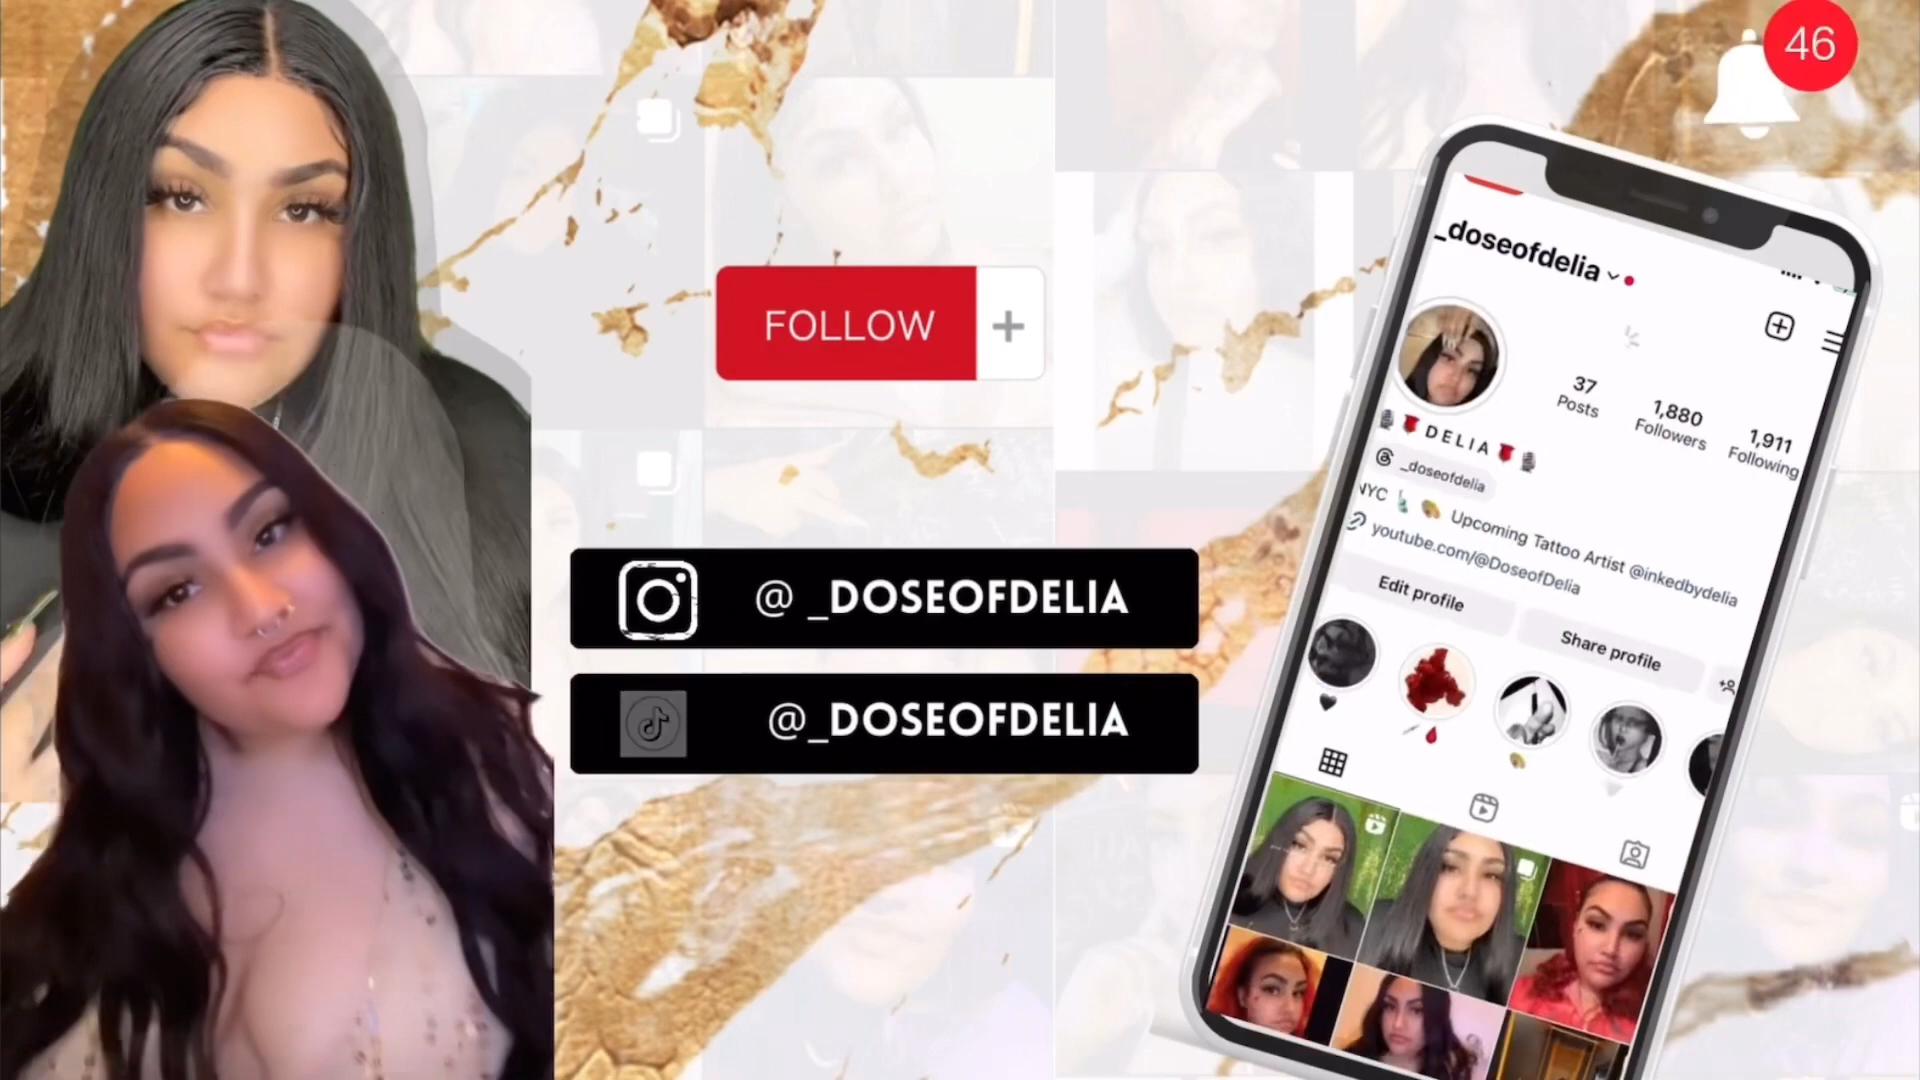 46
FOLLOW +
@ _DOSEOFDELIA
@_DOSEOFDELIA
_doseofdelia
37
Posts
1,880
Followers
1,911
Following
DELIA
_doseofdelia
NYC Upcoming Tattoo Artist @inkedbydelia
youtube.com/@DoseofDelia
Edit profile
Share profile